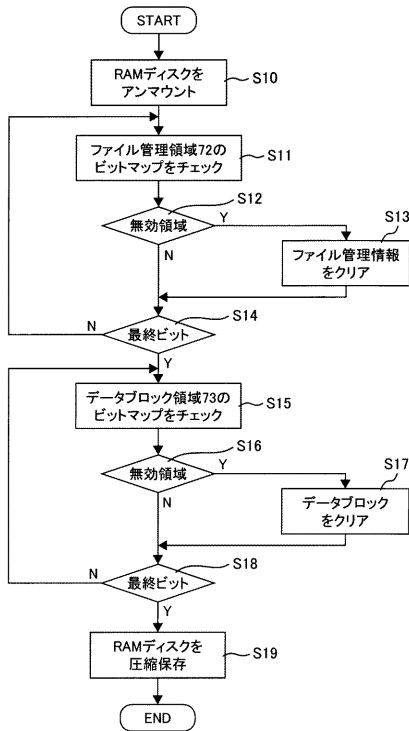 START
RAMディスクを
アンマウント
S10
ファイル管理領域72の
ビットマップをチェック
S11
S12
無効領域
Y
N
S13
ファイル管理情報
をクリア
S14
最終ビット
N
Y
データブロック領域73の
ビットマップをチェック
S15
S16
無効領域
Y
N
S17
データブロック
をクリア
S18
最終ビット
N
Y
RAMディスクを
圧縮保存
S19
END